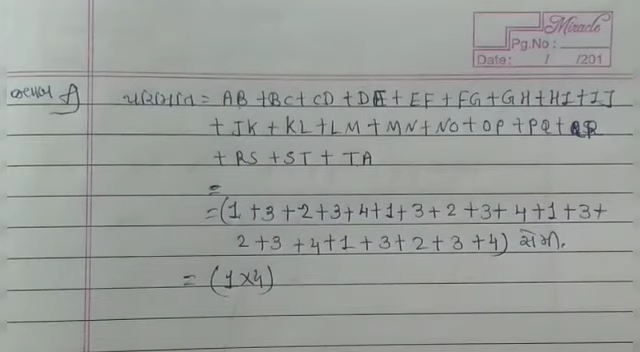 Miracle
Pg.No :
Date : / /201
જવાબ A પરિમિતિ = AB + BC + CD + DE + EF + FG + GH + HI + IJ
+ JK + KL + LM + MN + NO + OP + PQ + QR
+ RS + ST + TA
=
= (1 + 3 + 2 + 3 + 4 + 1 + 3 + 2 + 3 + 4 + 1 + 3 +
2 + 3 + 4 + 1 + 3 + 2 + 3 + 4) સેમી.
= (1 × 4)